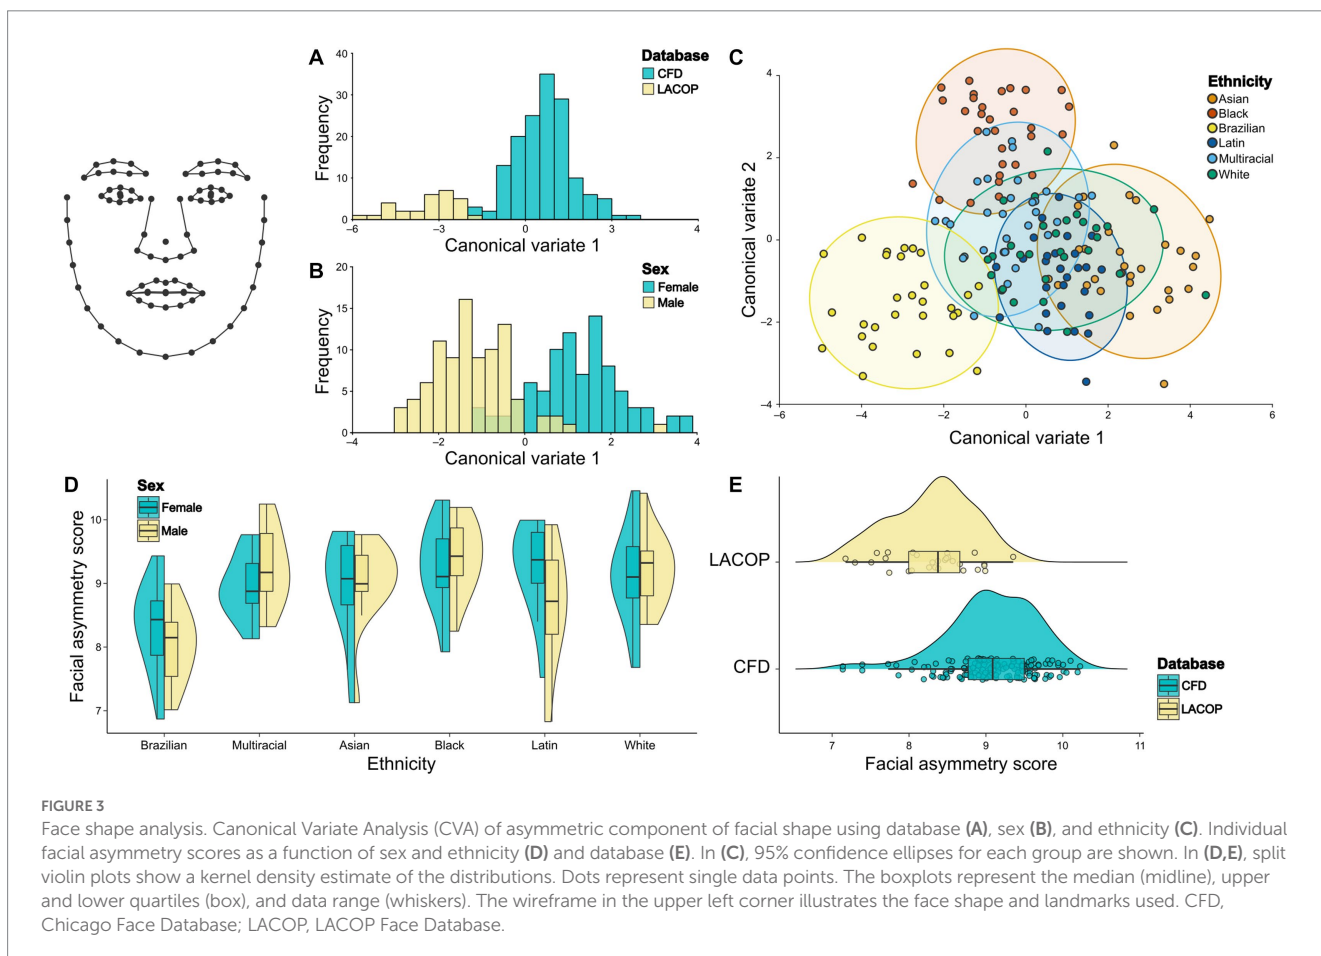 A
Database
CFD
LACOP
Frequency
40
30
20
10
0
−6
−3
0
3
4
Canonical variate 1
B
Sex
Female
Male
Frequency
20
15
10
5
0
−4
−2
0
2
4
Canonical variate 1
C
Ethnicity
Asian
Black
Brazilian
Latin
Multiracial
White
Canonical variate 2
4
2
0
−2
−4
−6
−4
−2
0
2
4
6
Canonical variate 1
D
Sex
Female
Male
Facial asymmetry score
10
9
8
7
Brazilian
Multiracial
Asian
Black
Latin
White
Ethnicity
E
LACOP
CFD
Database
CFD
LACOP
7
8
9
10
11
Facial asymmetry score
FIGURE 3
Face shape analysis. Canonical Variate Analysis (CVA) of asymmetric component of facial shape using database (A), sex (B), and ethnicity (C). Individual
facial asymmetry scores as a function of sex and ethnicity (D) and database (E). In (C), 95% confidence ellipses for each group are shown. In (D,E), split
violin plots show a kernel density estimate of the distributions. Dots represent single data points. The boxplots represent the median (midline), upper
and lower quartiles (box), and data range (whiskers). The wireframe in the upper left corner illustrates the face shape and landmarks used. CFD,
Chicago Face Database; LACOP, LACOP Face Database.